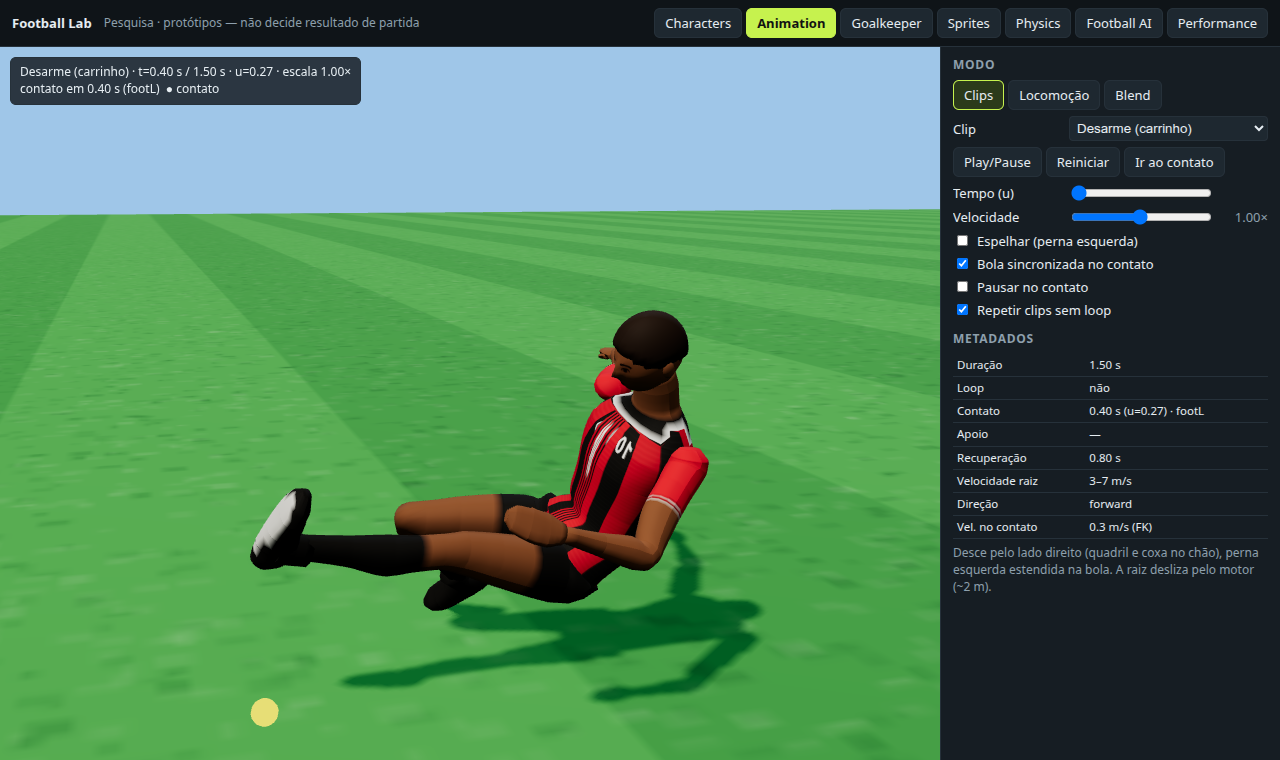 Football Lab Pesquisa · protótipos — não decide resultado de partida
Characters Animation Goalkeeper Sprites Physics Football AI Performance
Desarme (carrinho) · t=0.40 s / 1.50 s · u=0.27 · escala 1.00×
contato em 0.40 s (footL) ● contato
10
MODO
Clips Locomoção Blend
Clip Desarme (carrinho)
Play/Pause Reiniciar Ir ao contato
Tempo (u)
Velocidade 1.00×
Espelhar (perna esquerda)
Bola sincronizada no contato
Pausar no contato
Repetir clips sem loop
METADADOS
Duração 1.50 s
Loop não
Contato 0.40 s (u=0.27) · footL
Apoio —
Recuperação 0.80 s
Velocidade raiz 3–7 m/s
Direção forward
Vel. no contato 0.3 m/s (FK)
Desce pelo lado direito (quadril e coxa no chão), perna
esquerda estendida na bola. A raiz desliza pelo motor
(~2 m).